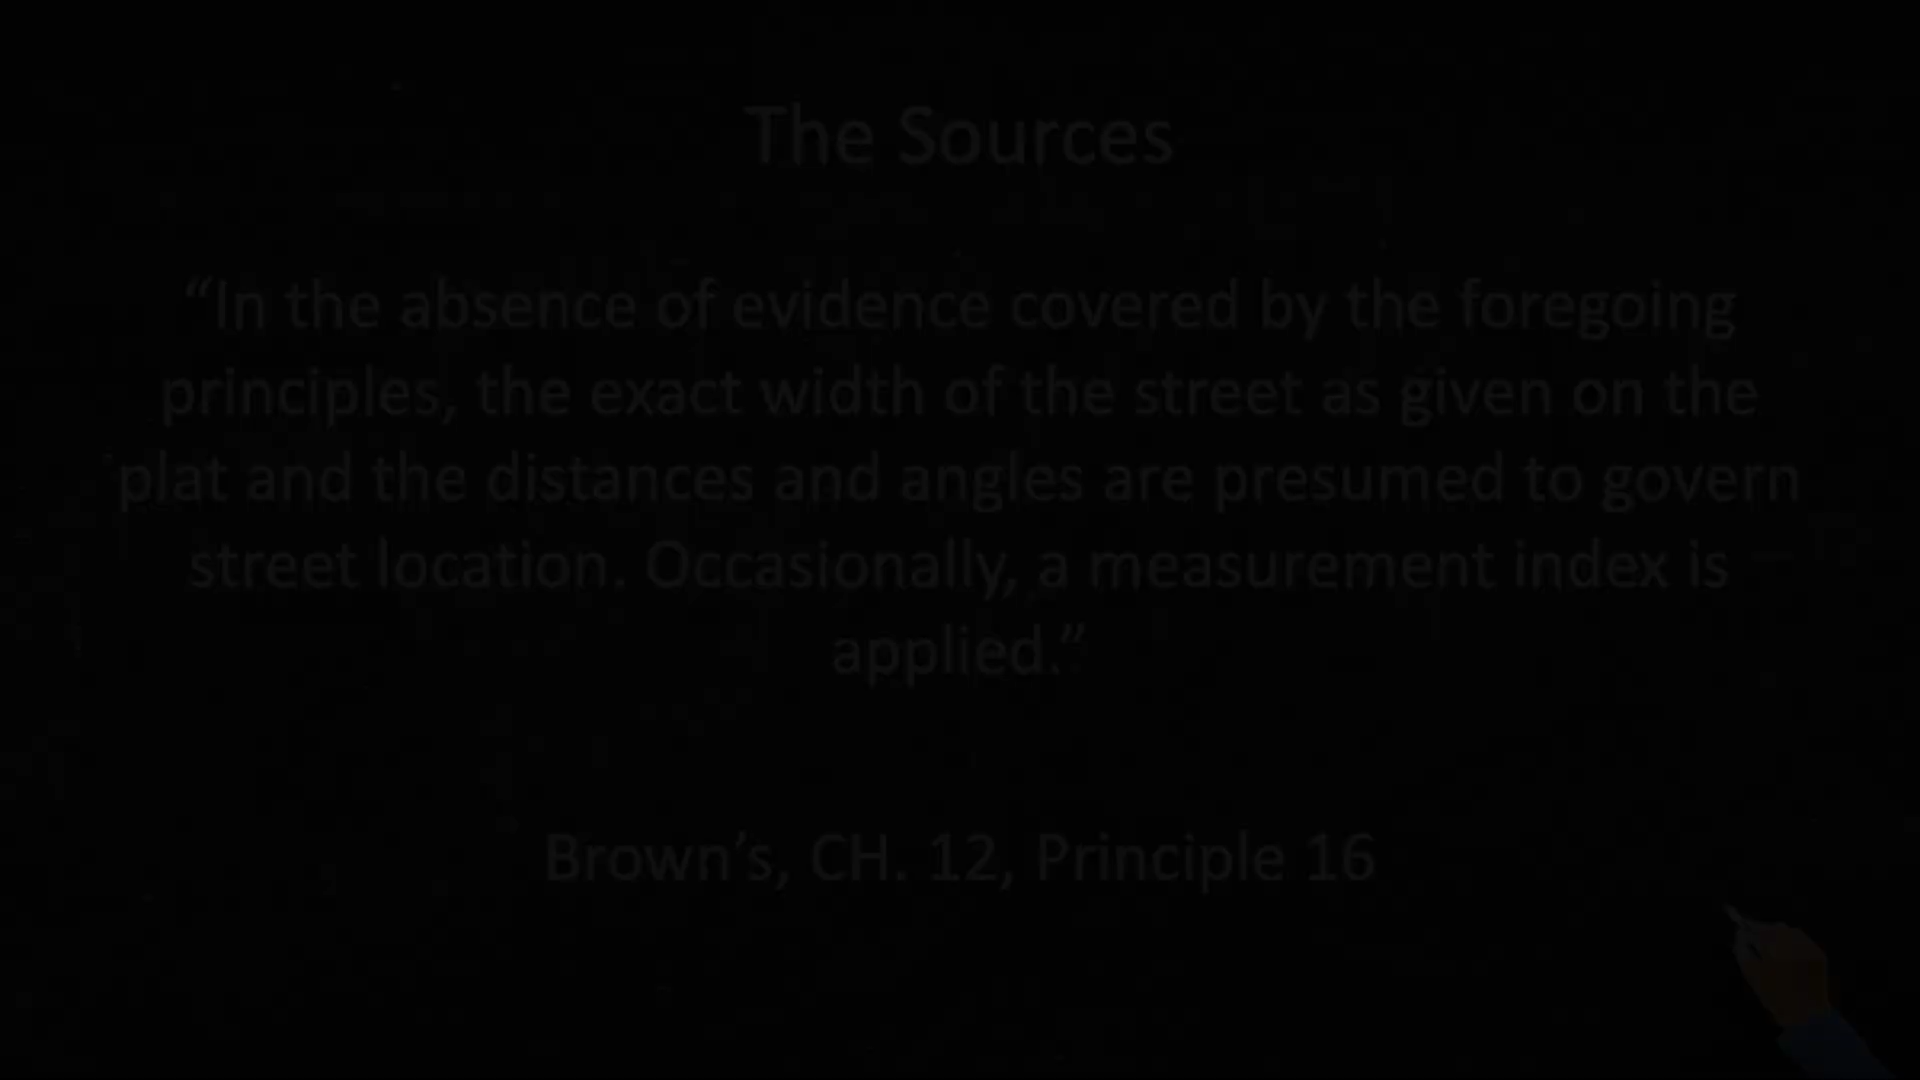 The Sources
“In the absence of evidence covered by the foregoing
principles, the exact width of the street as given on the
plat and the distances and angles are presumed to govern
street location. Occasionally, a measurement index is
applied.”
Brown’s, CH. 12, Principle 16